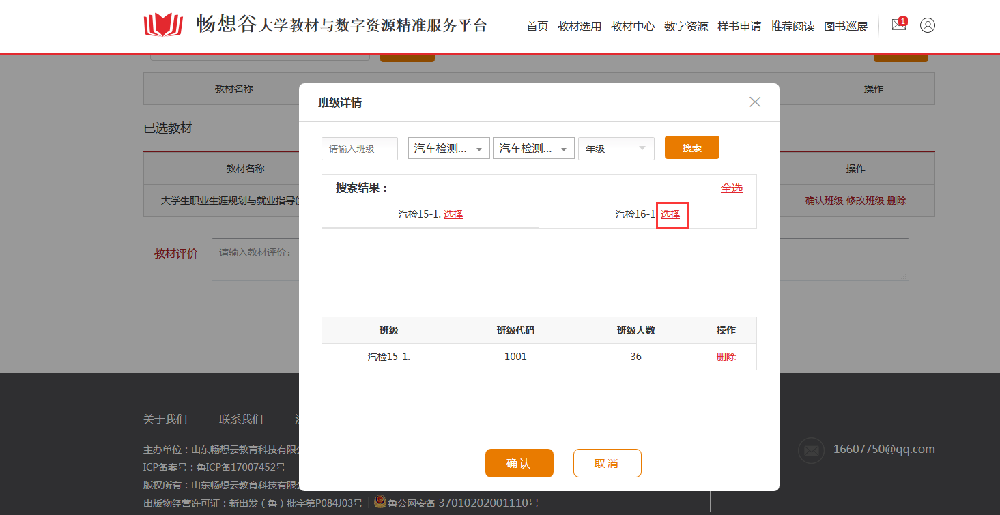 畅想谷大学教材与数字资源精准服务平台
首页 教材选用 教材中心 数字资源 样书申请 推荐阅读 图书巡展 1
教材名称 操作
已选教材
教材名称 操作
大学生职业生涯规划与就业指导( 确认班级 修改班级 删除
教材评价 请输入教材评价：
班级详情
请输入班级 汽车检测... 汽车检测... 年级 搜索
搜索结果： 全选
汽检15-1. 选择 汽检16-1 选择
班级 班级代码 班级人数 操作
汽检15-1. 1001 36 删除
确认 取消
关于我们 联系我们
主办单位：山东畅想云教育科技有限公
ICP备案号：鲁ICP备17007452号
版权所有：山东畅想云教育科技有限公
出版物经营许可证：新出发（鲁）批字第P084J03号 鲁公网安备 37010202001110号
16607750@qq.com